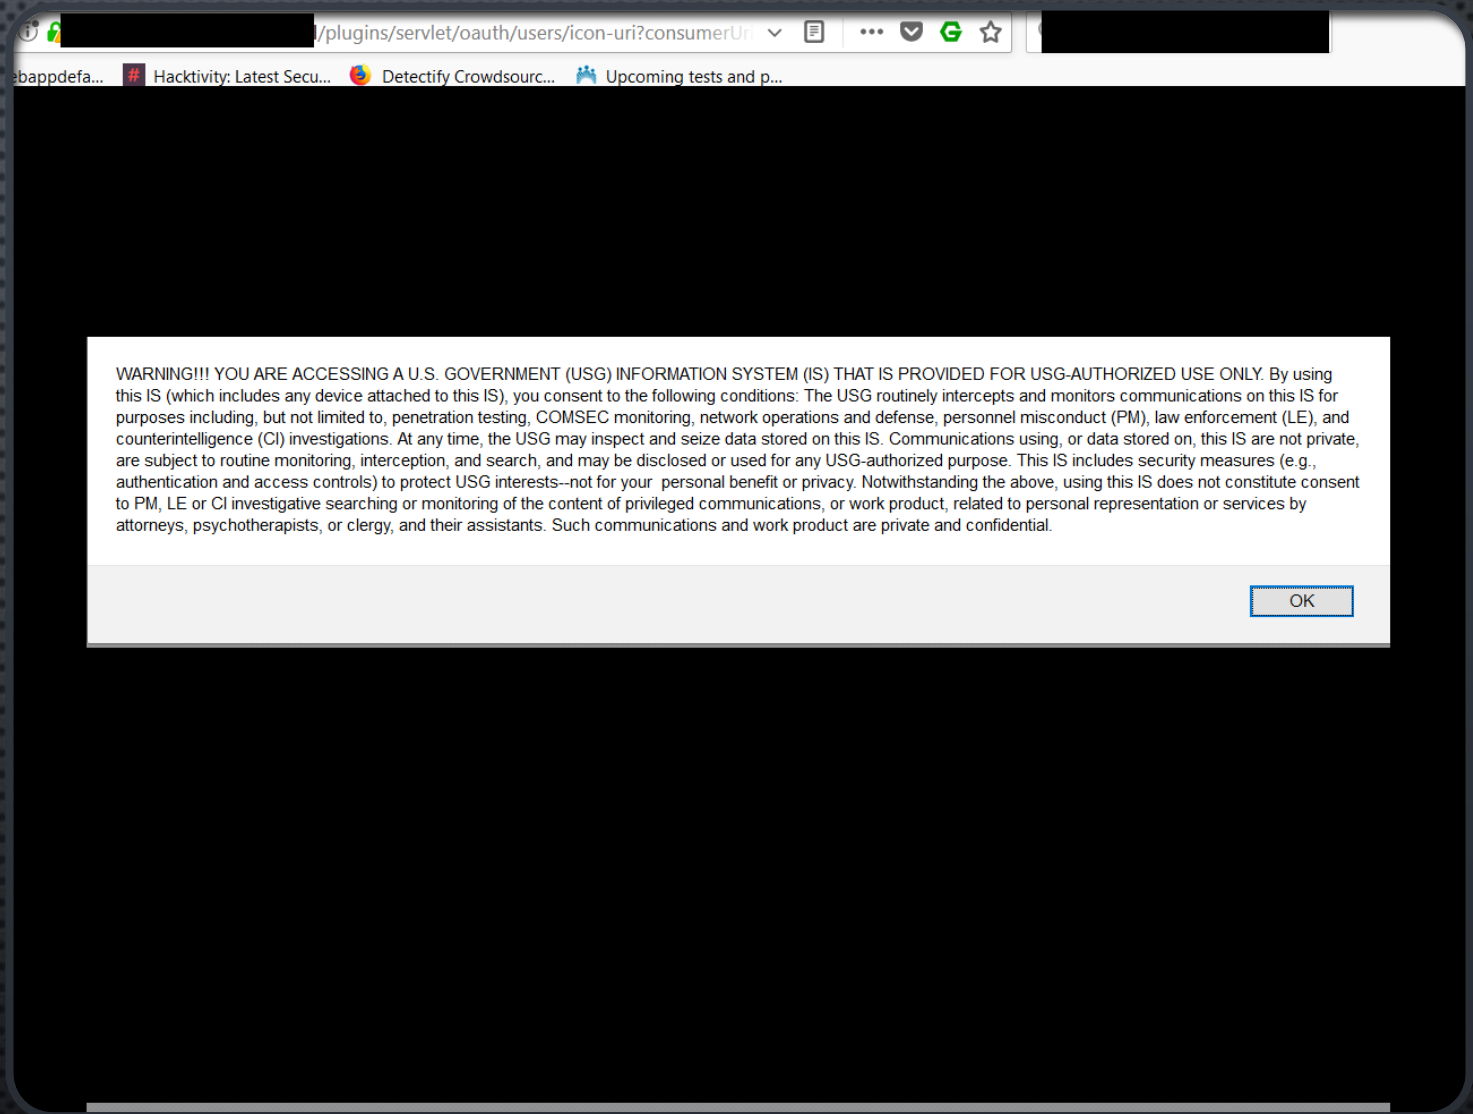 /plugins/servlet/oauth/users/icon-uri?consumerUri
ebappdefa... # Hacktivity: Latest Secu... Detectify Crowdsourc... Upcoming tests and p...
WARNING!!! YOU ARE ACCESSING A U.S. GOVERNMENT (USG) INFORMATION SYSTEM (IS) THAT IS PROVIDED FOR USG-AUTHORIZED USE ONLY. By using
this IS (which includes any device attached to this IS), you consent to the following conditions: The USG routinely intercepts and monitors communications on this IS for
purposes including, but not limited to, penetration testing, COMSEC monitoring, network operations and defense, personnel misconduct (PM), law enforcement (LE), and
counterintelligence (CI) investigations. At any time, the USG may inspect and seize data stored on this IS. Communications using, or data stored on, this IS are not private,
are subject to routine monitoring, interception, and search, and may be disclosed or used for any USG-authorized purpose. This IS includes security measures (e.g.,
authentication and access controls) to protect USG interests--not for your  personal benefit or privacy. Notwithstanding the above, using this IS does not constitute consent
to PM, LE or CI investigative searching or monitoring of the content of privileged communications, or work product, related to personal representation or services by
attorneys, psychotherapists, or clergy, and their assistants. Such communications and work product are private and confidential.
OK